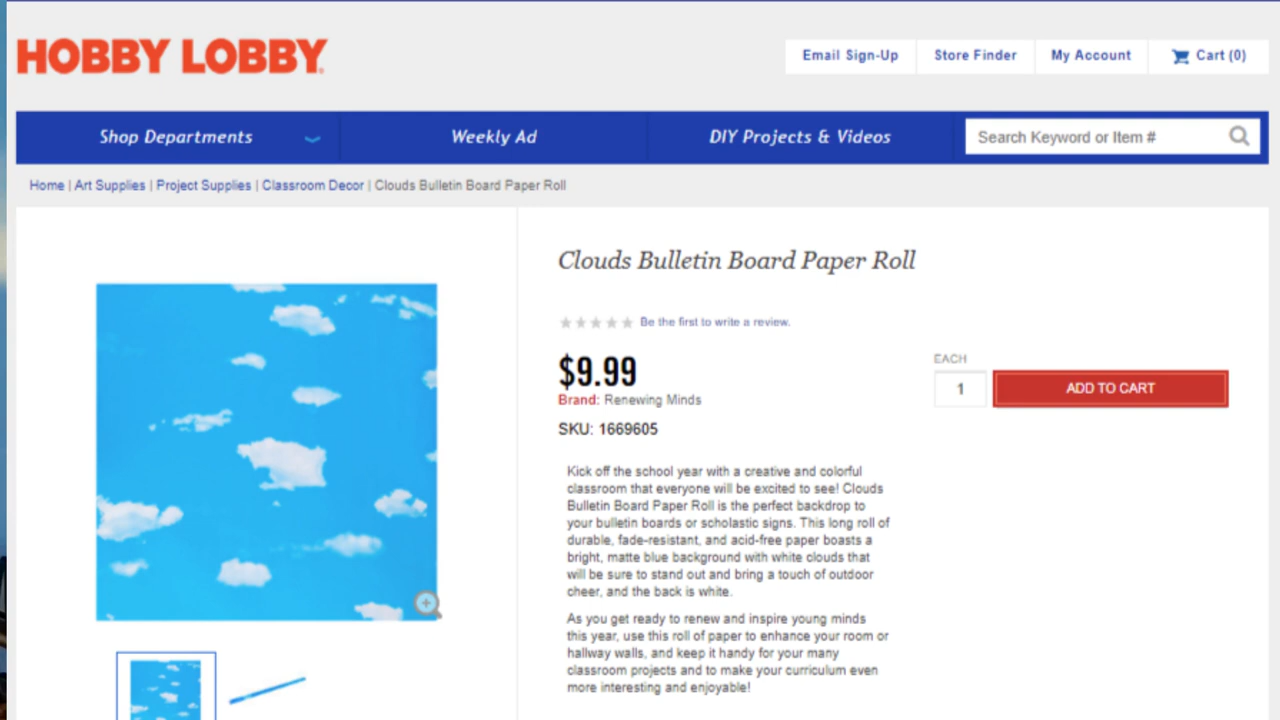 HOBBY LOBBY
Email Sign-Up
Store Finder
My Account
Cart (0)
Shop Departments
Weekly Ad
DIY Projects & Videos
Search Keyword or Item #
Home | Art Supplies | Project Supplies | Classroom Decor | Clouds Bulletin Board Paper Roll
Clouds Bulletin Board Paper Roll
Be the first to write a review.
$9.99
EACH
1
ADD TO CART
Brand: Renewing Minds
SKU: 1669605
Kick off the school year with a creative and colorful
classroom that everyone will be excited to see! Clouds
Bulletin Board Paper Roll is the perfect backdrop to
your bulletin boards or scholastic signs. This long roll of
durable, fade-resistant, and acid-free paper boasts a
bright, matte blue background with white clouds that
will be sure to stand out and bring a touch of outdoor
cheer, and the back is white.
As you get ready to renew and inspire young minds
this year, use this roll of paper to enhance your room or
hallway walls, and keep it handy for your many
classroom projects and to make your curriculum even
more interesting and enjoyable!